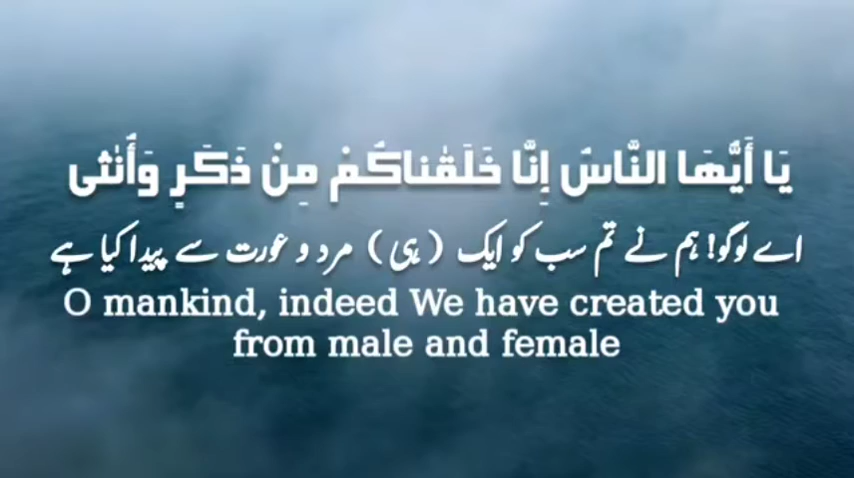 يَا أَيُّهَا النَّاسُ إِنَّا خَلَقْنَاكُمْ مِنْ ذَكَرٍ وَأُنْثَى
اے لوگو! ہم نے تم سب کو ایک (ہی) مرد و عورت سے پیدا کیا ہے
O mankind, indeed We have created you
from male and female